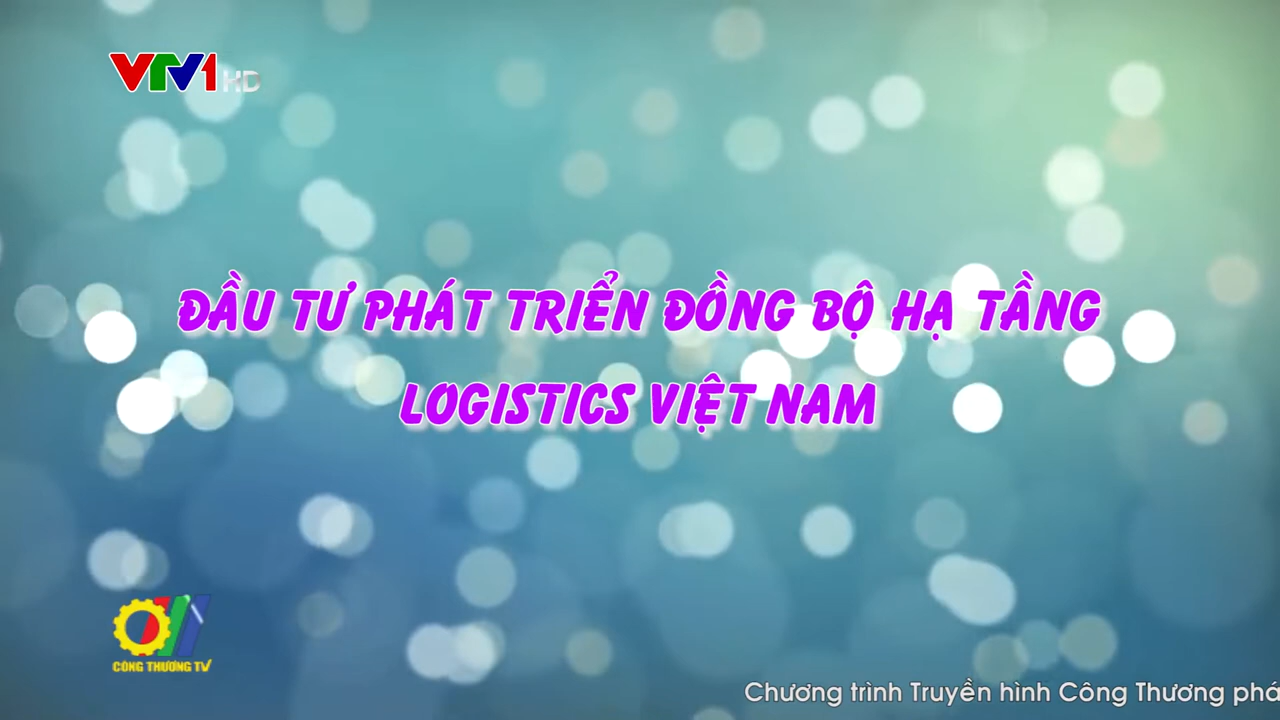 VTV1 HD
ĐẦU TƯ PHÁT TRIỂN ĐỒNG BỘ HẠ TẦNG
LOGISTICS VIỆT NAM
CÔNG THƯƠNG TV
Chương trình Truyền hình Công Thương phá